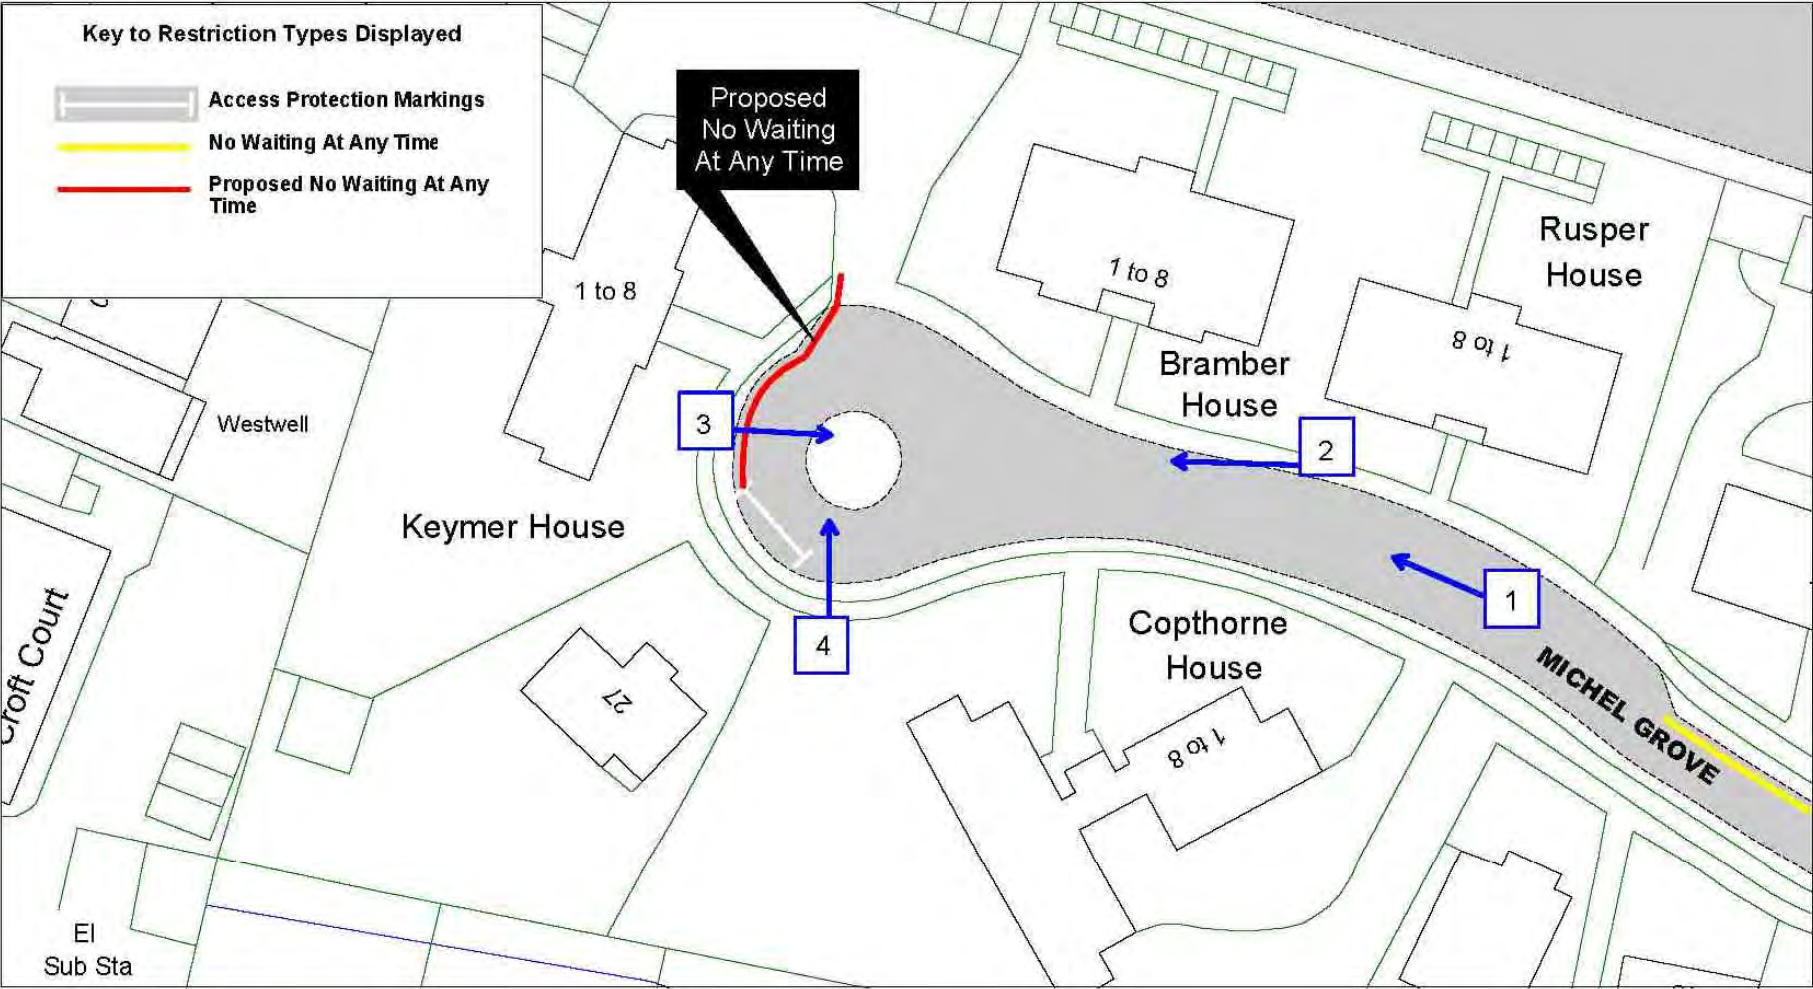 Key to Restriction Types Displayed
Access Protection Markings
No Waiting At Any Time
Proposed No Waiting At Any
Time
Proposed
No Waiting
At Any Time
1 to 8
1 to 8
1 to 8
Rusper
House
Bramber
House
Westwell
3
2
Keymer House
1
4
Copthorne
House
MICHEL GROVE
27
1 to 8
Croft Court
El
Sub Sta